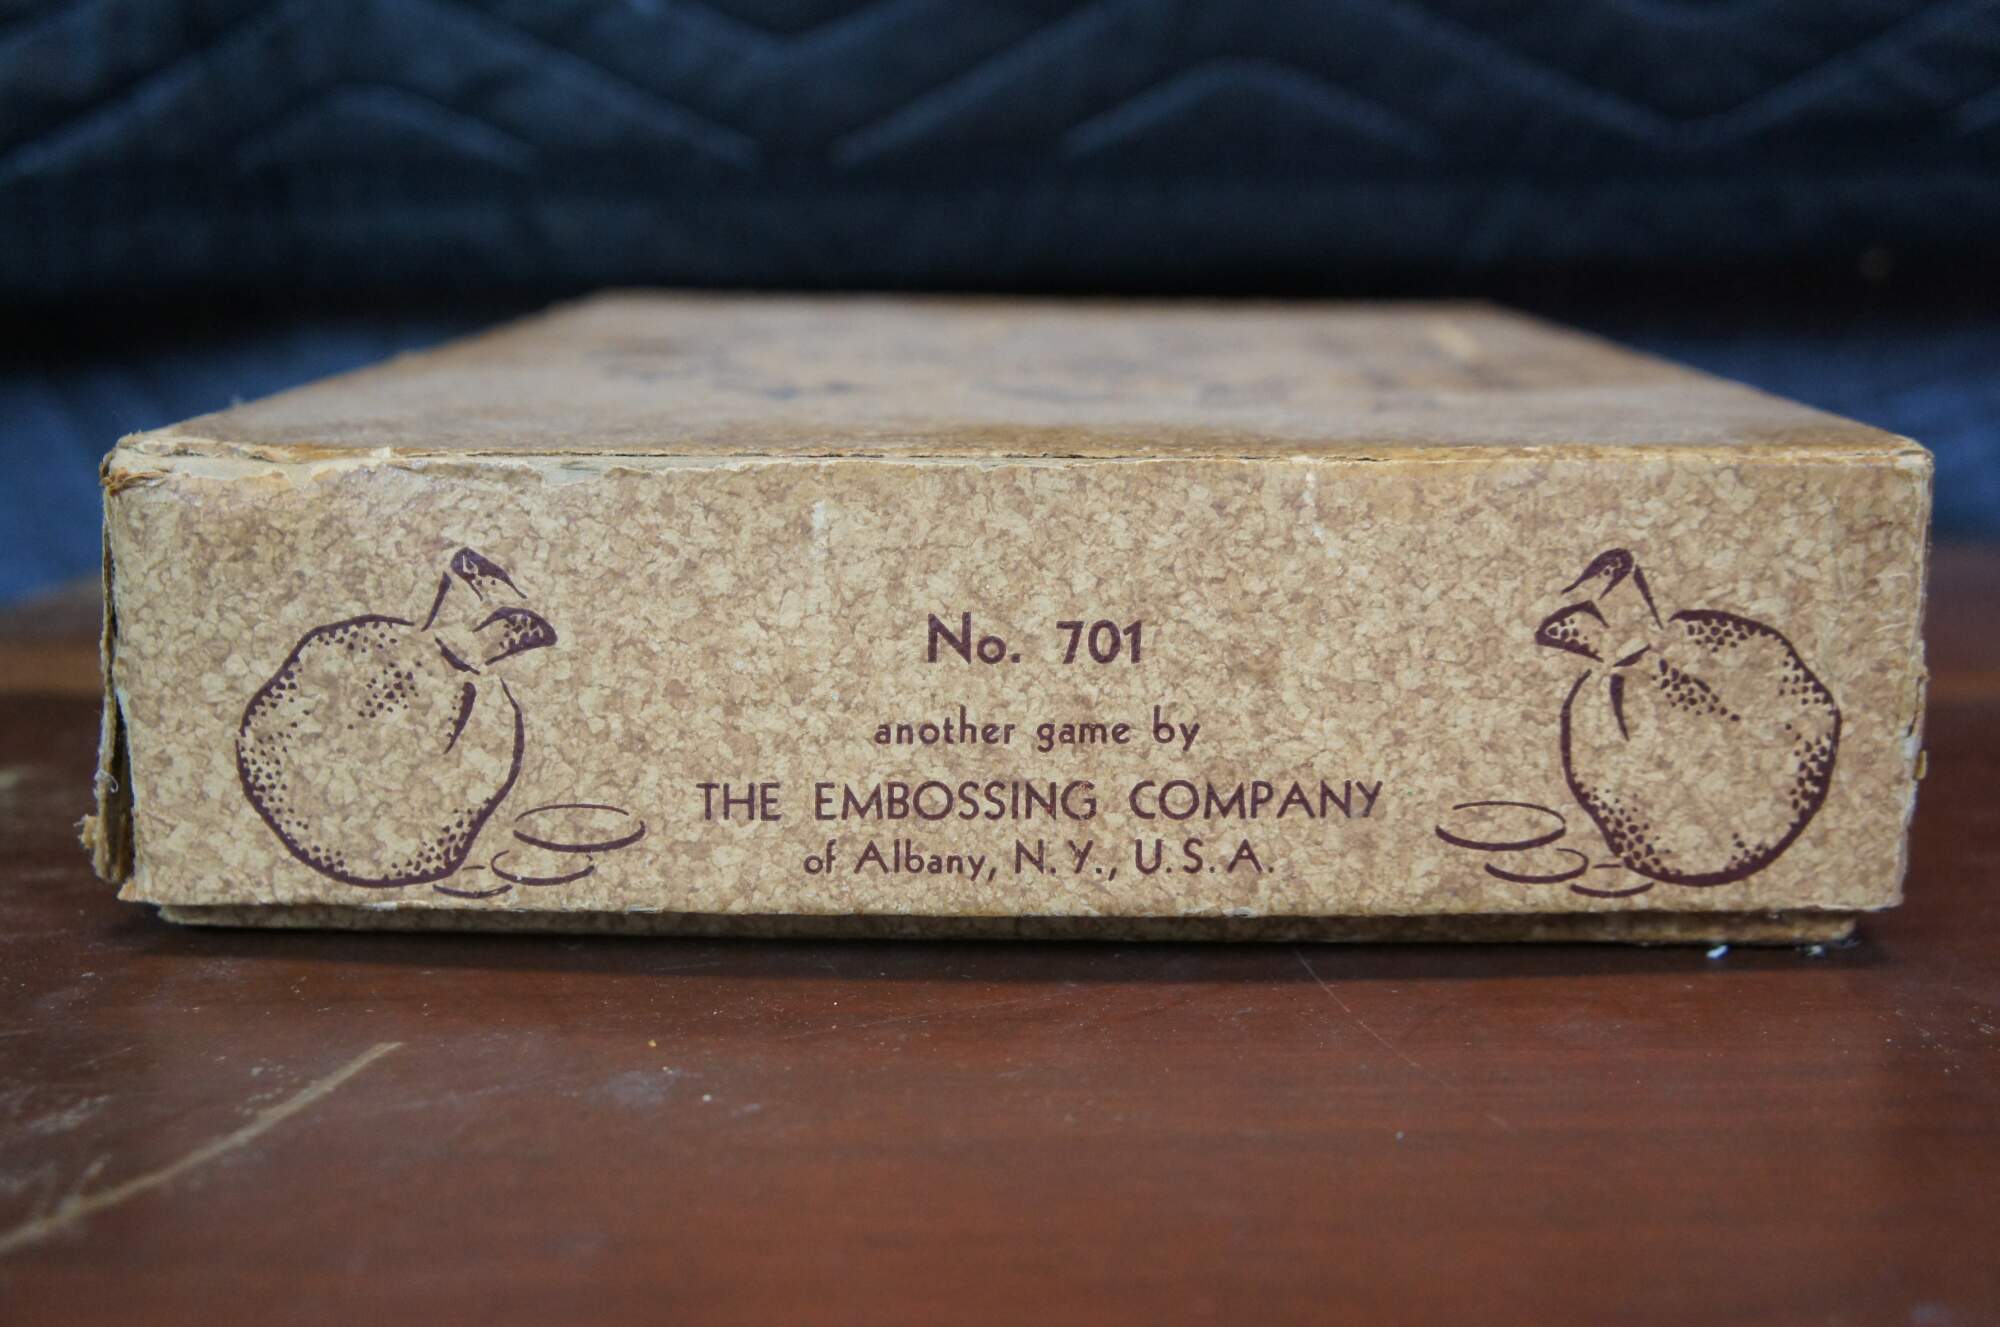 No. 701
another game by
THE EMBOSSING COMPANY
of Albany, N. Y., U. S. A.